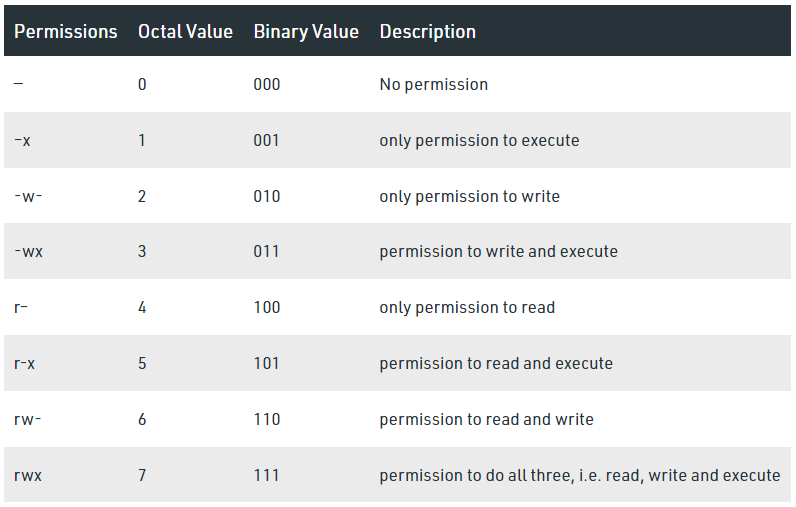 Permissions Octal Value Binary Value Description
— 0 000 No permission
–x 1 001 only permission to execute
-w- 2 010 only permission to write
-wx 3 011 permission to write and execute
r– 4 100 only permission to read
r-x 5 101 permission to read and execute
rw- 6 110 permission to read and write
rwx 7 111 permission to do all three, i.e. read, write and execute